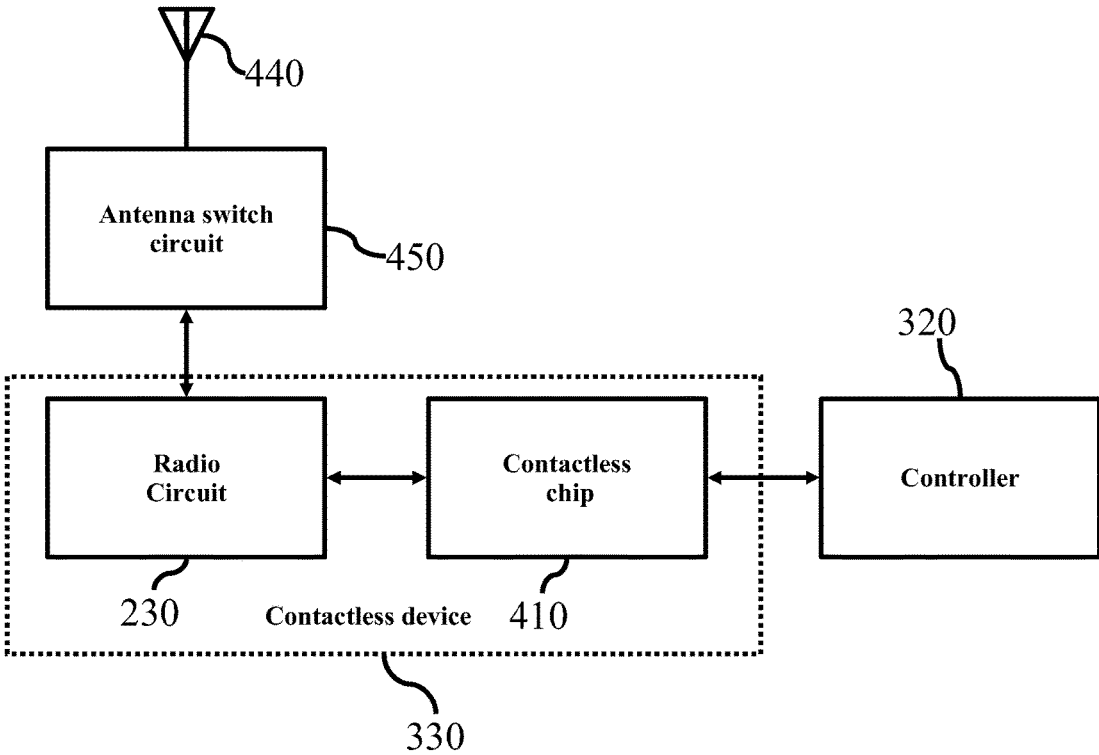 440
Antenna switch
circuit
450
320
Radio
Circuit
Contactless
chip
Controller
230
Contactless device
410
330